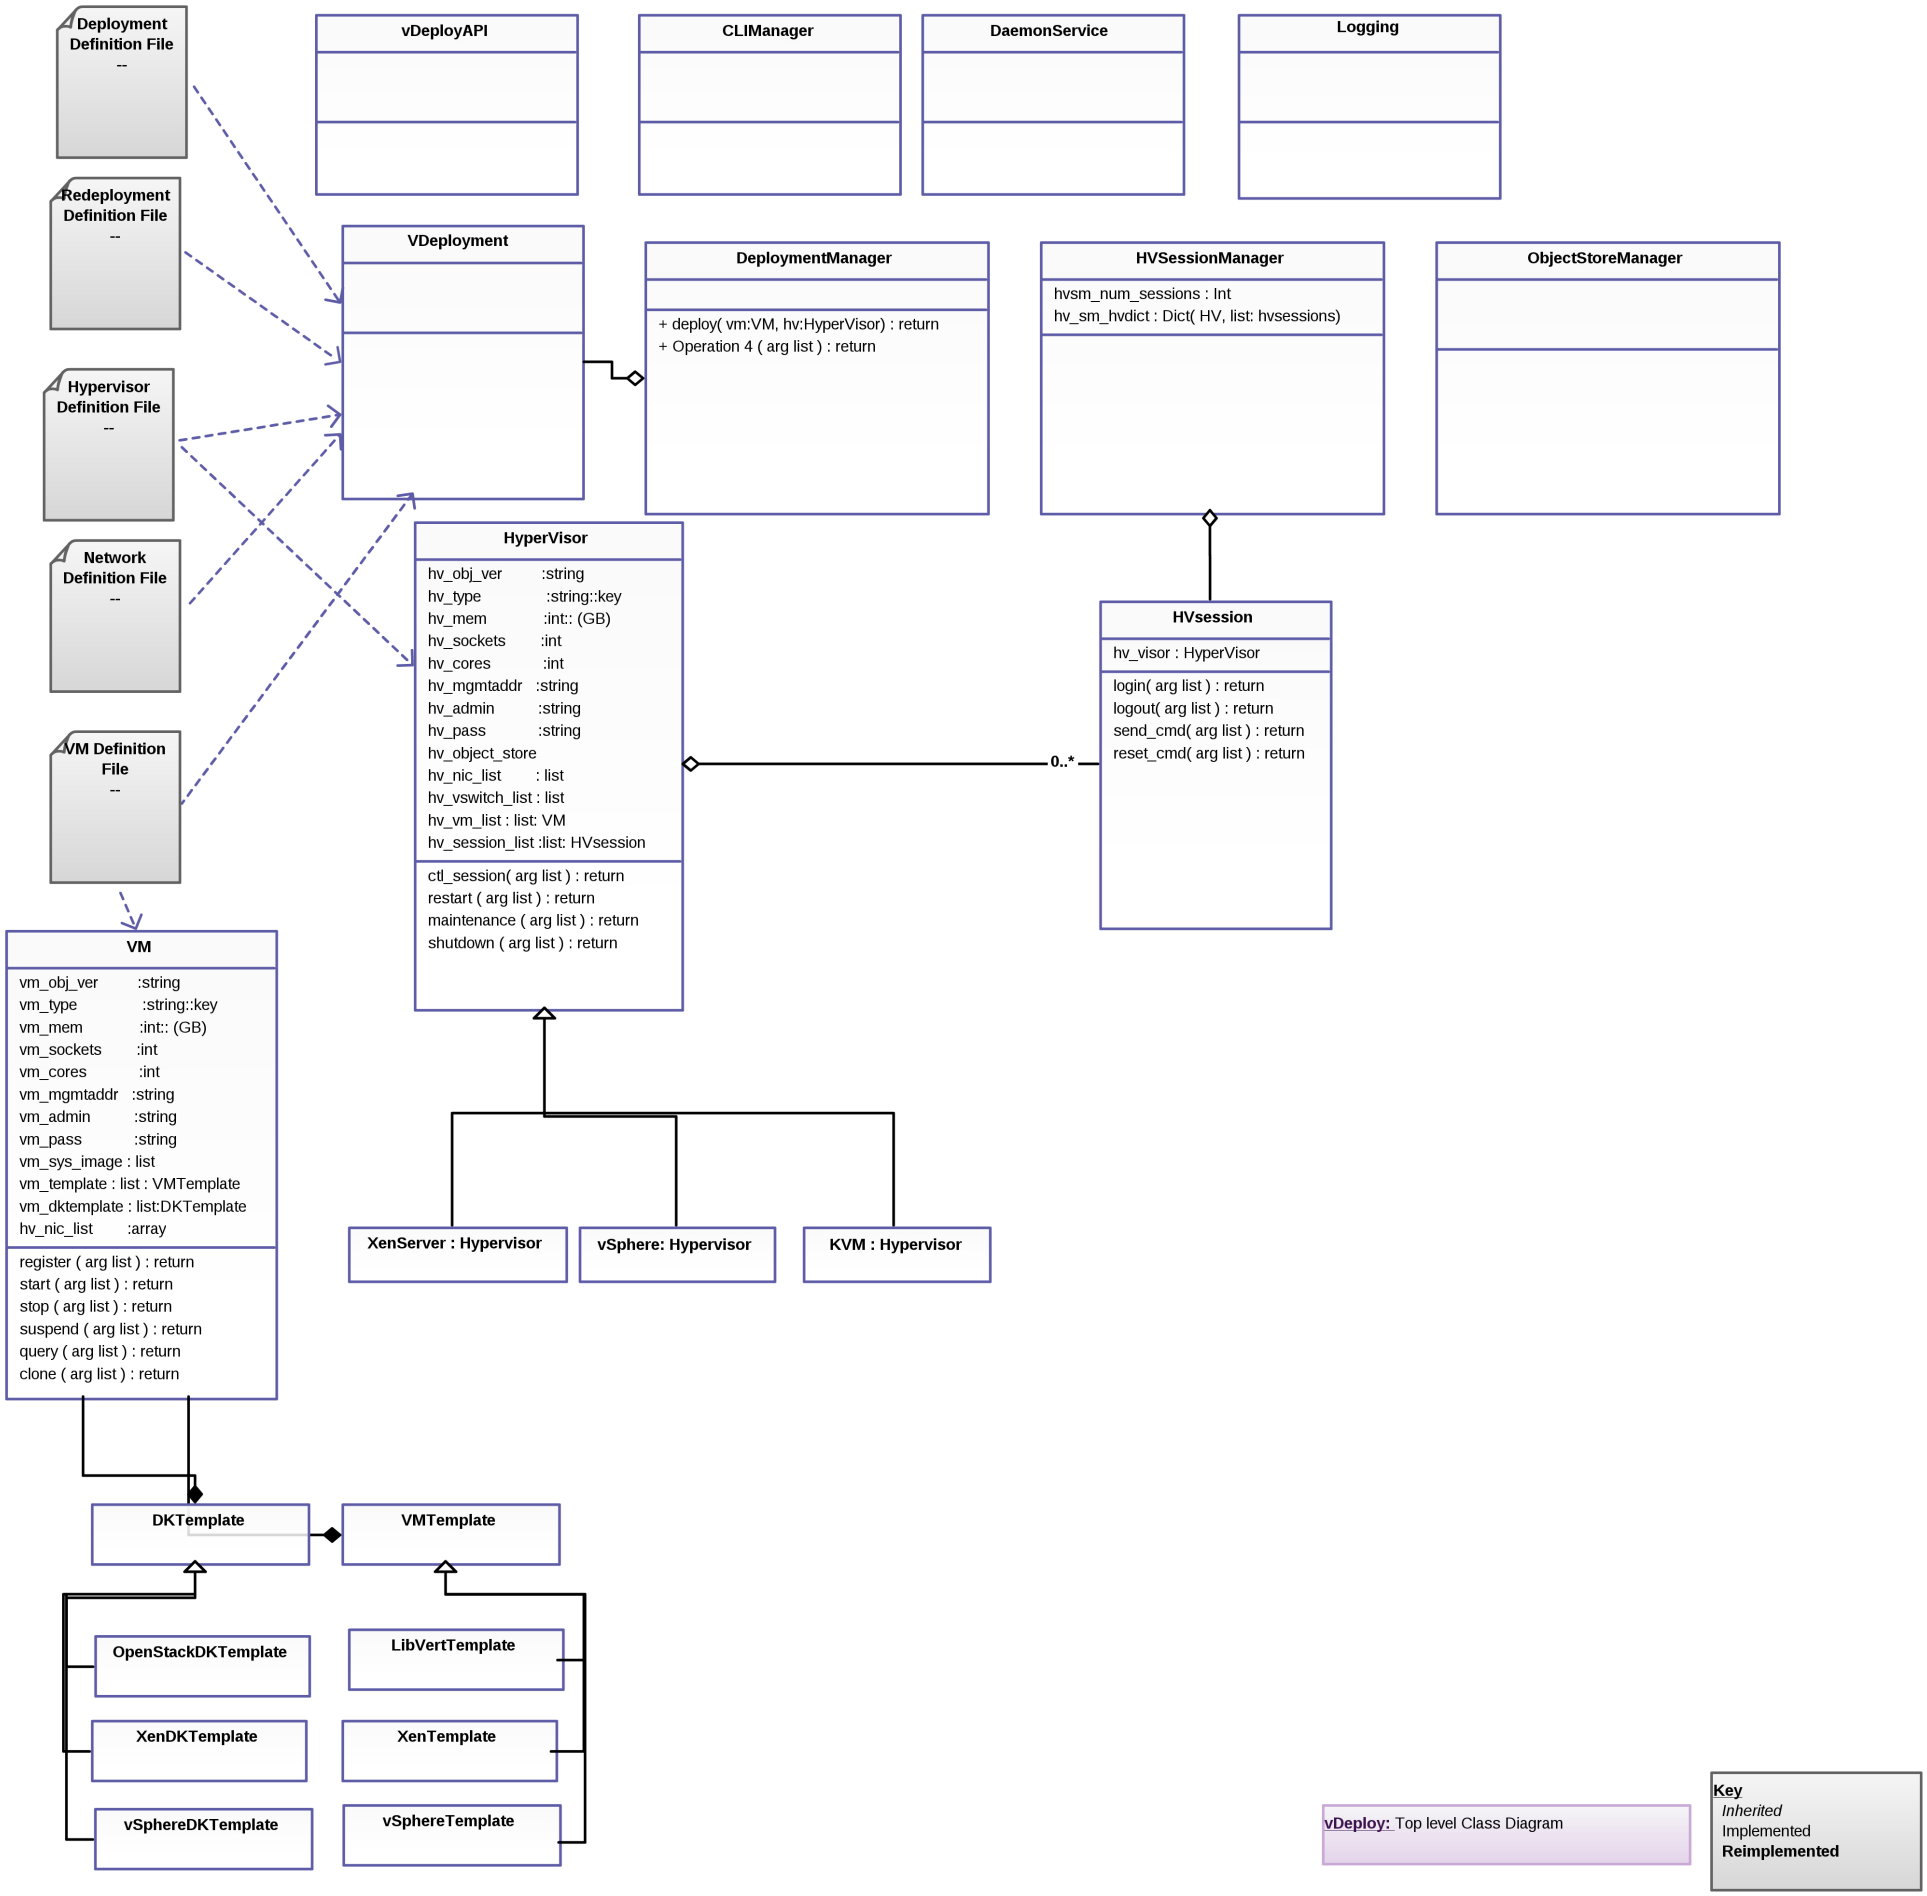 Deployment
Definition File
--
vDeployAPI
CLIManager
DaemonService
Logging
Redeployment
Definition File
--
VDeployment
DeploymentManager
+ deploy( vm:VM, hv:HyperVisor) : return
+ Operation 4 ( arg list ) : return
HVSessionManager
hvsm_num_sessions : Int
hv_sm_hvdict : Dict( HV, list: hvsessions)
ObjectStoreManager
Hypervisor
Definition File
--
Network
Definition File
--
HyperVisor
hv_obj_ver :string
hv_type :string::key
hv_mem :int:: (GB)
hv_sockets :int
hv_cores :int
hv_mgmtaddr :string
hv_admin :string
hv_pass :string
hv_object_store
hv_nic_list : list
hv_vswitch_list : list
hv_vm_list : list: VM
hv_session_list :list: HVsession
ctl_session( arg list ) : return
restart ( arg list ) : return
maintenance ( arg list ) : return
shutdown ( arg list ) : return
0..*
HVsession
hv_visor : HyperVisor
login( arg list ) : return
logout( arg list ) : return
send_cmd( arg list ) : return
reset_cmd( arg list ) : return
VM Definition
File
--
VM
vm_obj_ver :string
vm_type :string::key
vm_mem :int:: (GB)
vm_sockets :int
vm_cores :int
vm_mgmtaddr :string
vm_admin :string
vm_pass :string
vm_sys_image : list
vm_template : list : VMTemplate
vm_dktemplate : list:DKTemplate
hv_nic_list :array
register ( arg list ) : return
start ( arg list ) : return
stop ( arg list ) : return
suspend ( arg list ) : return
query ( arg list ) : return
clone ( arg list ) : return
XenServer : Hypervisor
vSphere: Hypervisor
KVM : Hypervisor
DKTemplate
VMTemplate
OpenStackDKTemplate
LibVertTemplate
XenDKTemplate
XenTemplate
vSphereDKTemplate
vSphereTemplate
vDeploy: Top level Class Diagram
Key
Inherited
Implemented
Reimplemented